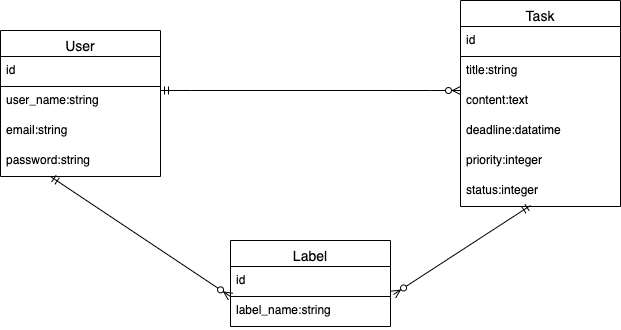 User
id
user_name:string
email:string
password:string
Task
id
title:string
content:text
deadline:datatime
priority:integer
status:integer
Label
id
label_name:string